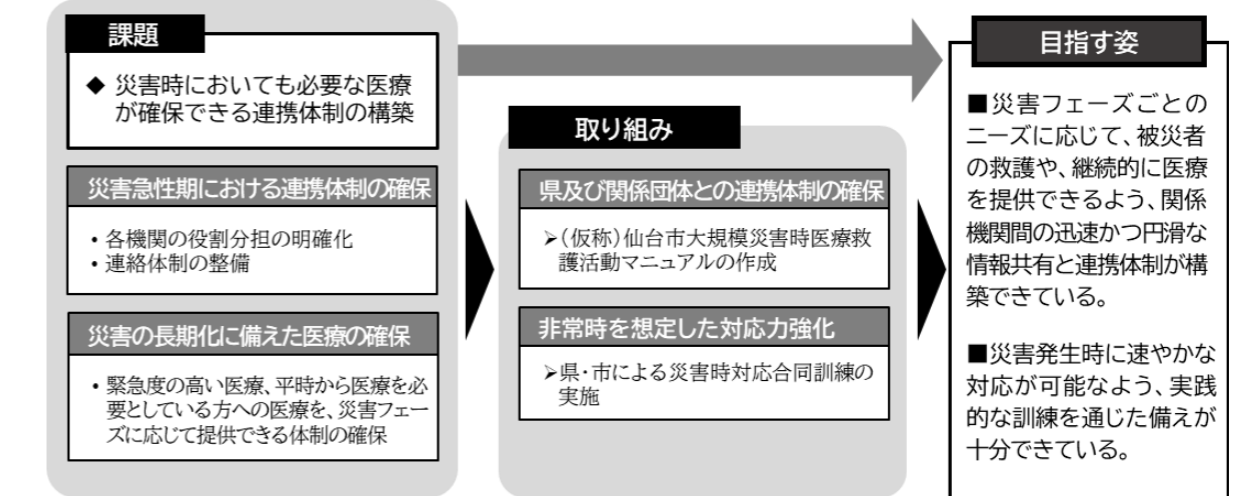 課題
◆ 災害時においても必要な医療
が確保できる連携体制の構築
災害急性期における連携体制の確保
・各機関の役割分担の明確化
・連絡体制の整備
災害の長期化に備えた医療の確保
・緊急度の高い医療、平時から医療を必
要としている方への医療を、災害フェー
ズに応じて提供できる体制の確保
取り組み
県及び関係団体との連携体制の確保
➢(仮称)仙台市大規模災害時医療救
護活動マニュアルの作成
非常時を想定した対応力強化
➢県・市による災害時対応合同訓練の
実施
目指す姿
■災害フェーズごとの
ニーズに応じて、被災者
の救護や、継続的に医療
を提供できるよう、関係
機関間の迅速かつ円滑な
情報共有と連携体制が構
築できている。
■災害発生時に速やかな
対応が可能なよう、実践
的な訓練を通じた備えが
十分できている。